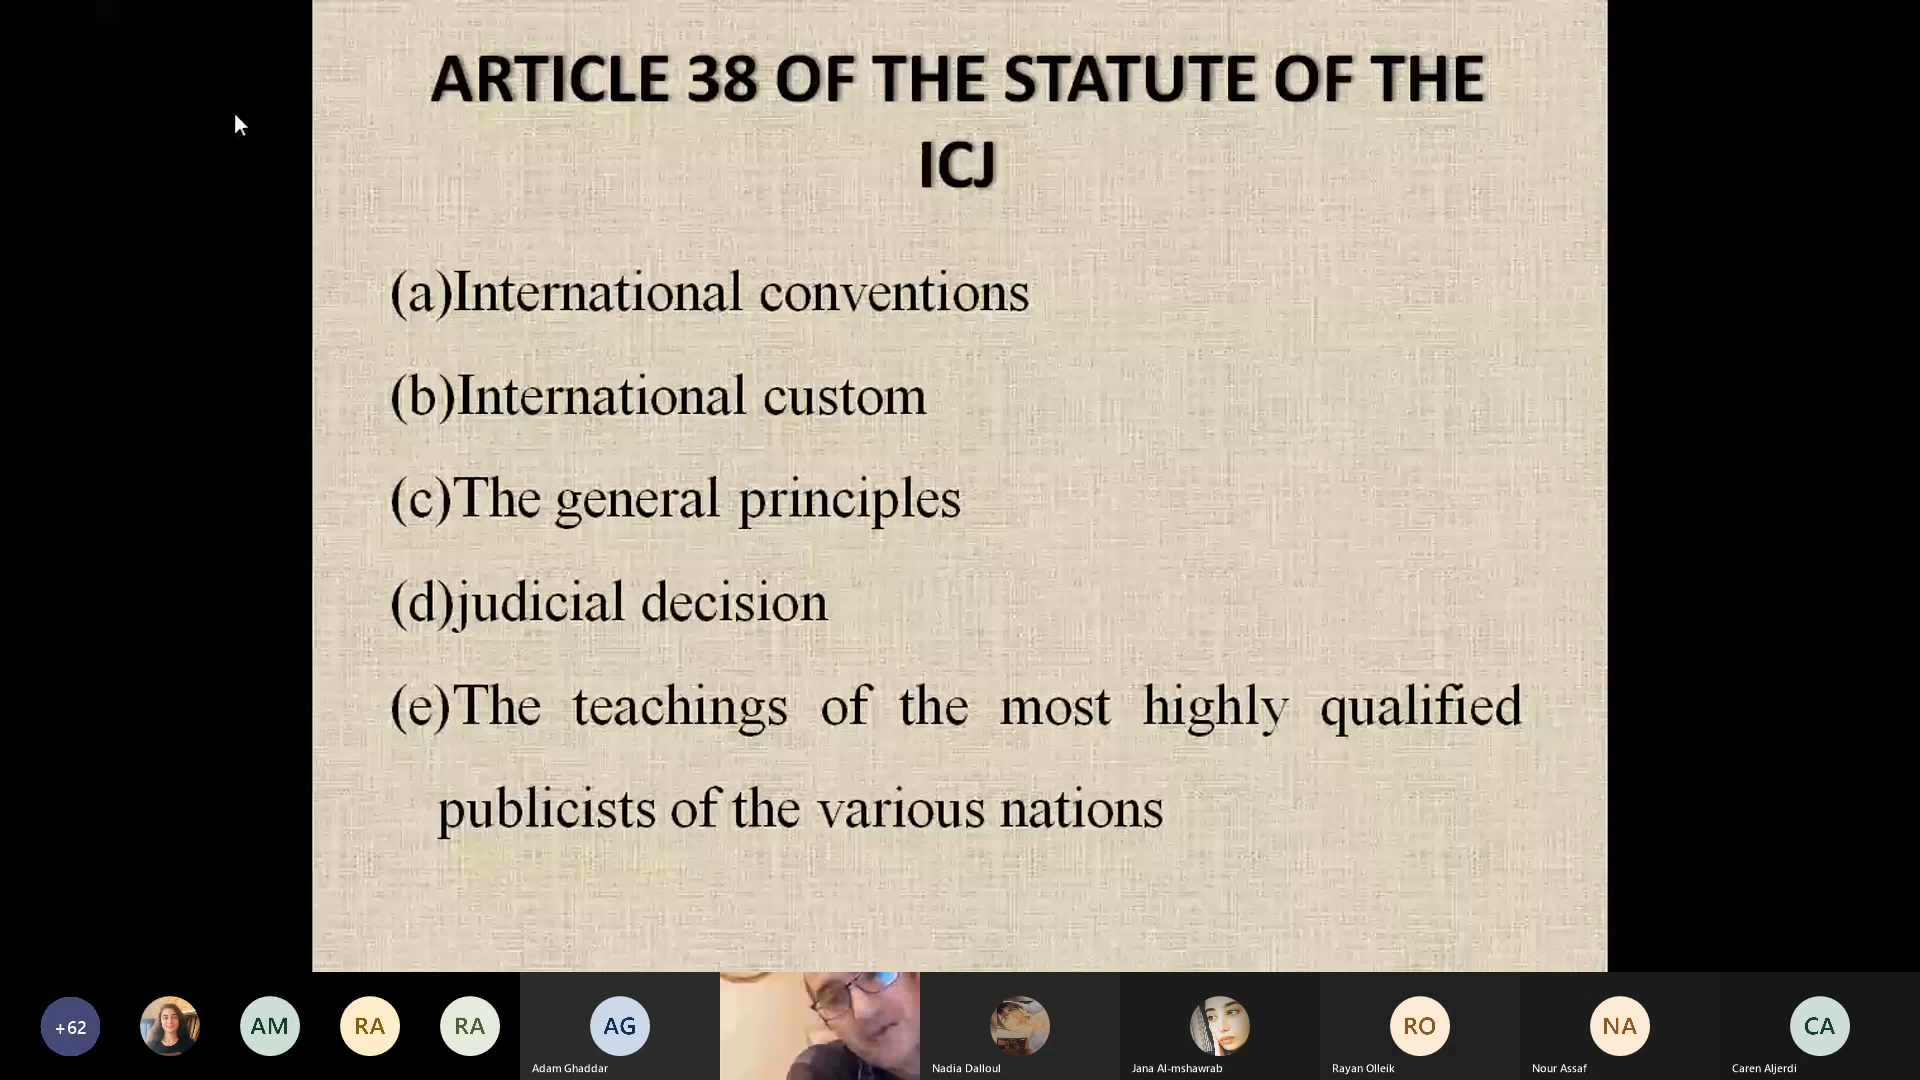 ARTICLE 38 OF THE STATUTE OF THE
ICJ
(a)International conventions
(b)International custom
(c)The general principles
(d)judicial decision
(e)The teachings of the most highly qualified
publicists of the various nations
+62
AM
RA
RA
AG
RO
NA
CA
Adam Ghaddar
Nadia Dalloul
Jana Al-mshawrab
Rayan Olleik
Nour Assaf
Caren Aljerdi